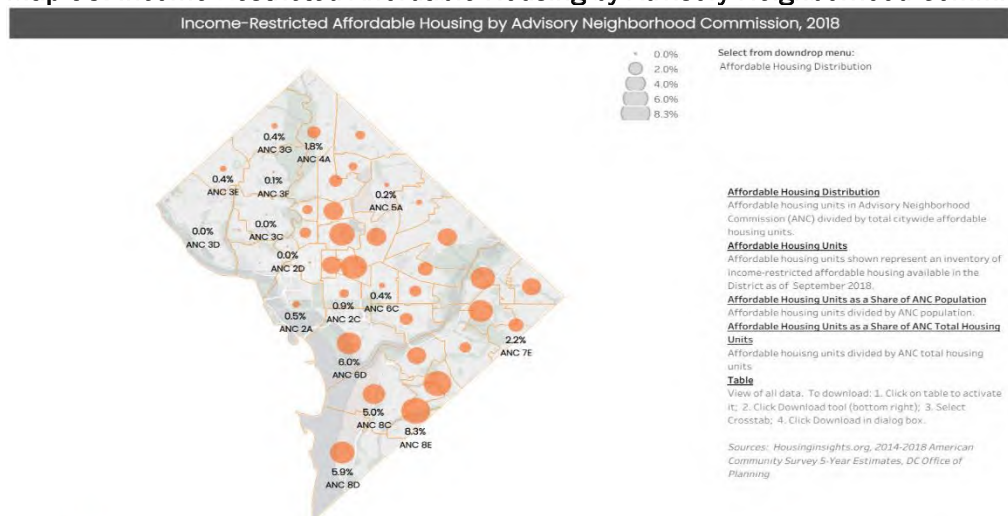 Income-Restricted Affordable Housing by Advisory Neighborhood Commission, 2018
0.0%
2.0%
4.0%
6.0%
8.3%
Select from downdrop menu:
Affordable Housing Distribution
0.4%
ANC 3G
1.8%
ANC 4A
0.4%
ANC 3E
0.1%
ANC 3F
0.2%
ANC 5A
0.0%
ANC 3D
0.0%
ANC 3C
0.0%
ANC 2D
0.5%
ANC 2A
0.9%
ANC 2C
0.4%
ANC 6C
2.2%
ANC 7E
6.0%
ANC 6D
5.0%
ANC 8C
8.3%
ANC 8E
5.9%
ANC 8D
Affordable Housing Distribution
Affordable housing units in Advisory Neighborhood
Commission (ANC) divided by total citywide affordable
housing units.
Affordable Housing Units
Affordable housing units shown represent an inventory of
income-restricted affordable housing available in the
District as of September 2018.
Affordable Housing Units as a Share of ANC Population
Affordable housing units divided by ANC population.
Affordable Housing Units as a Share of ANC Total Housing
Units
Affordable houisng units divided by ANC total housing
units
Table
View of all data. To download: 1. Click on table to activate
it; 2. Click Download tool (bottom right); 3. Select
Crosstab; 4. Click Download in dialog box.
Sources: Housinginsights.org, 2014-2018 American
Community Survey 5-Year Estimates, DC Office of
Planning